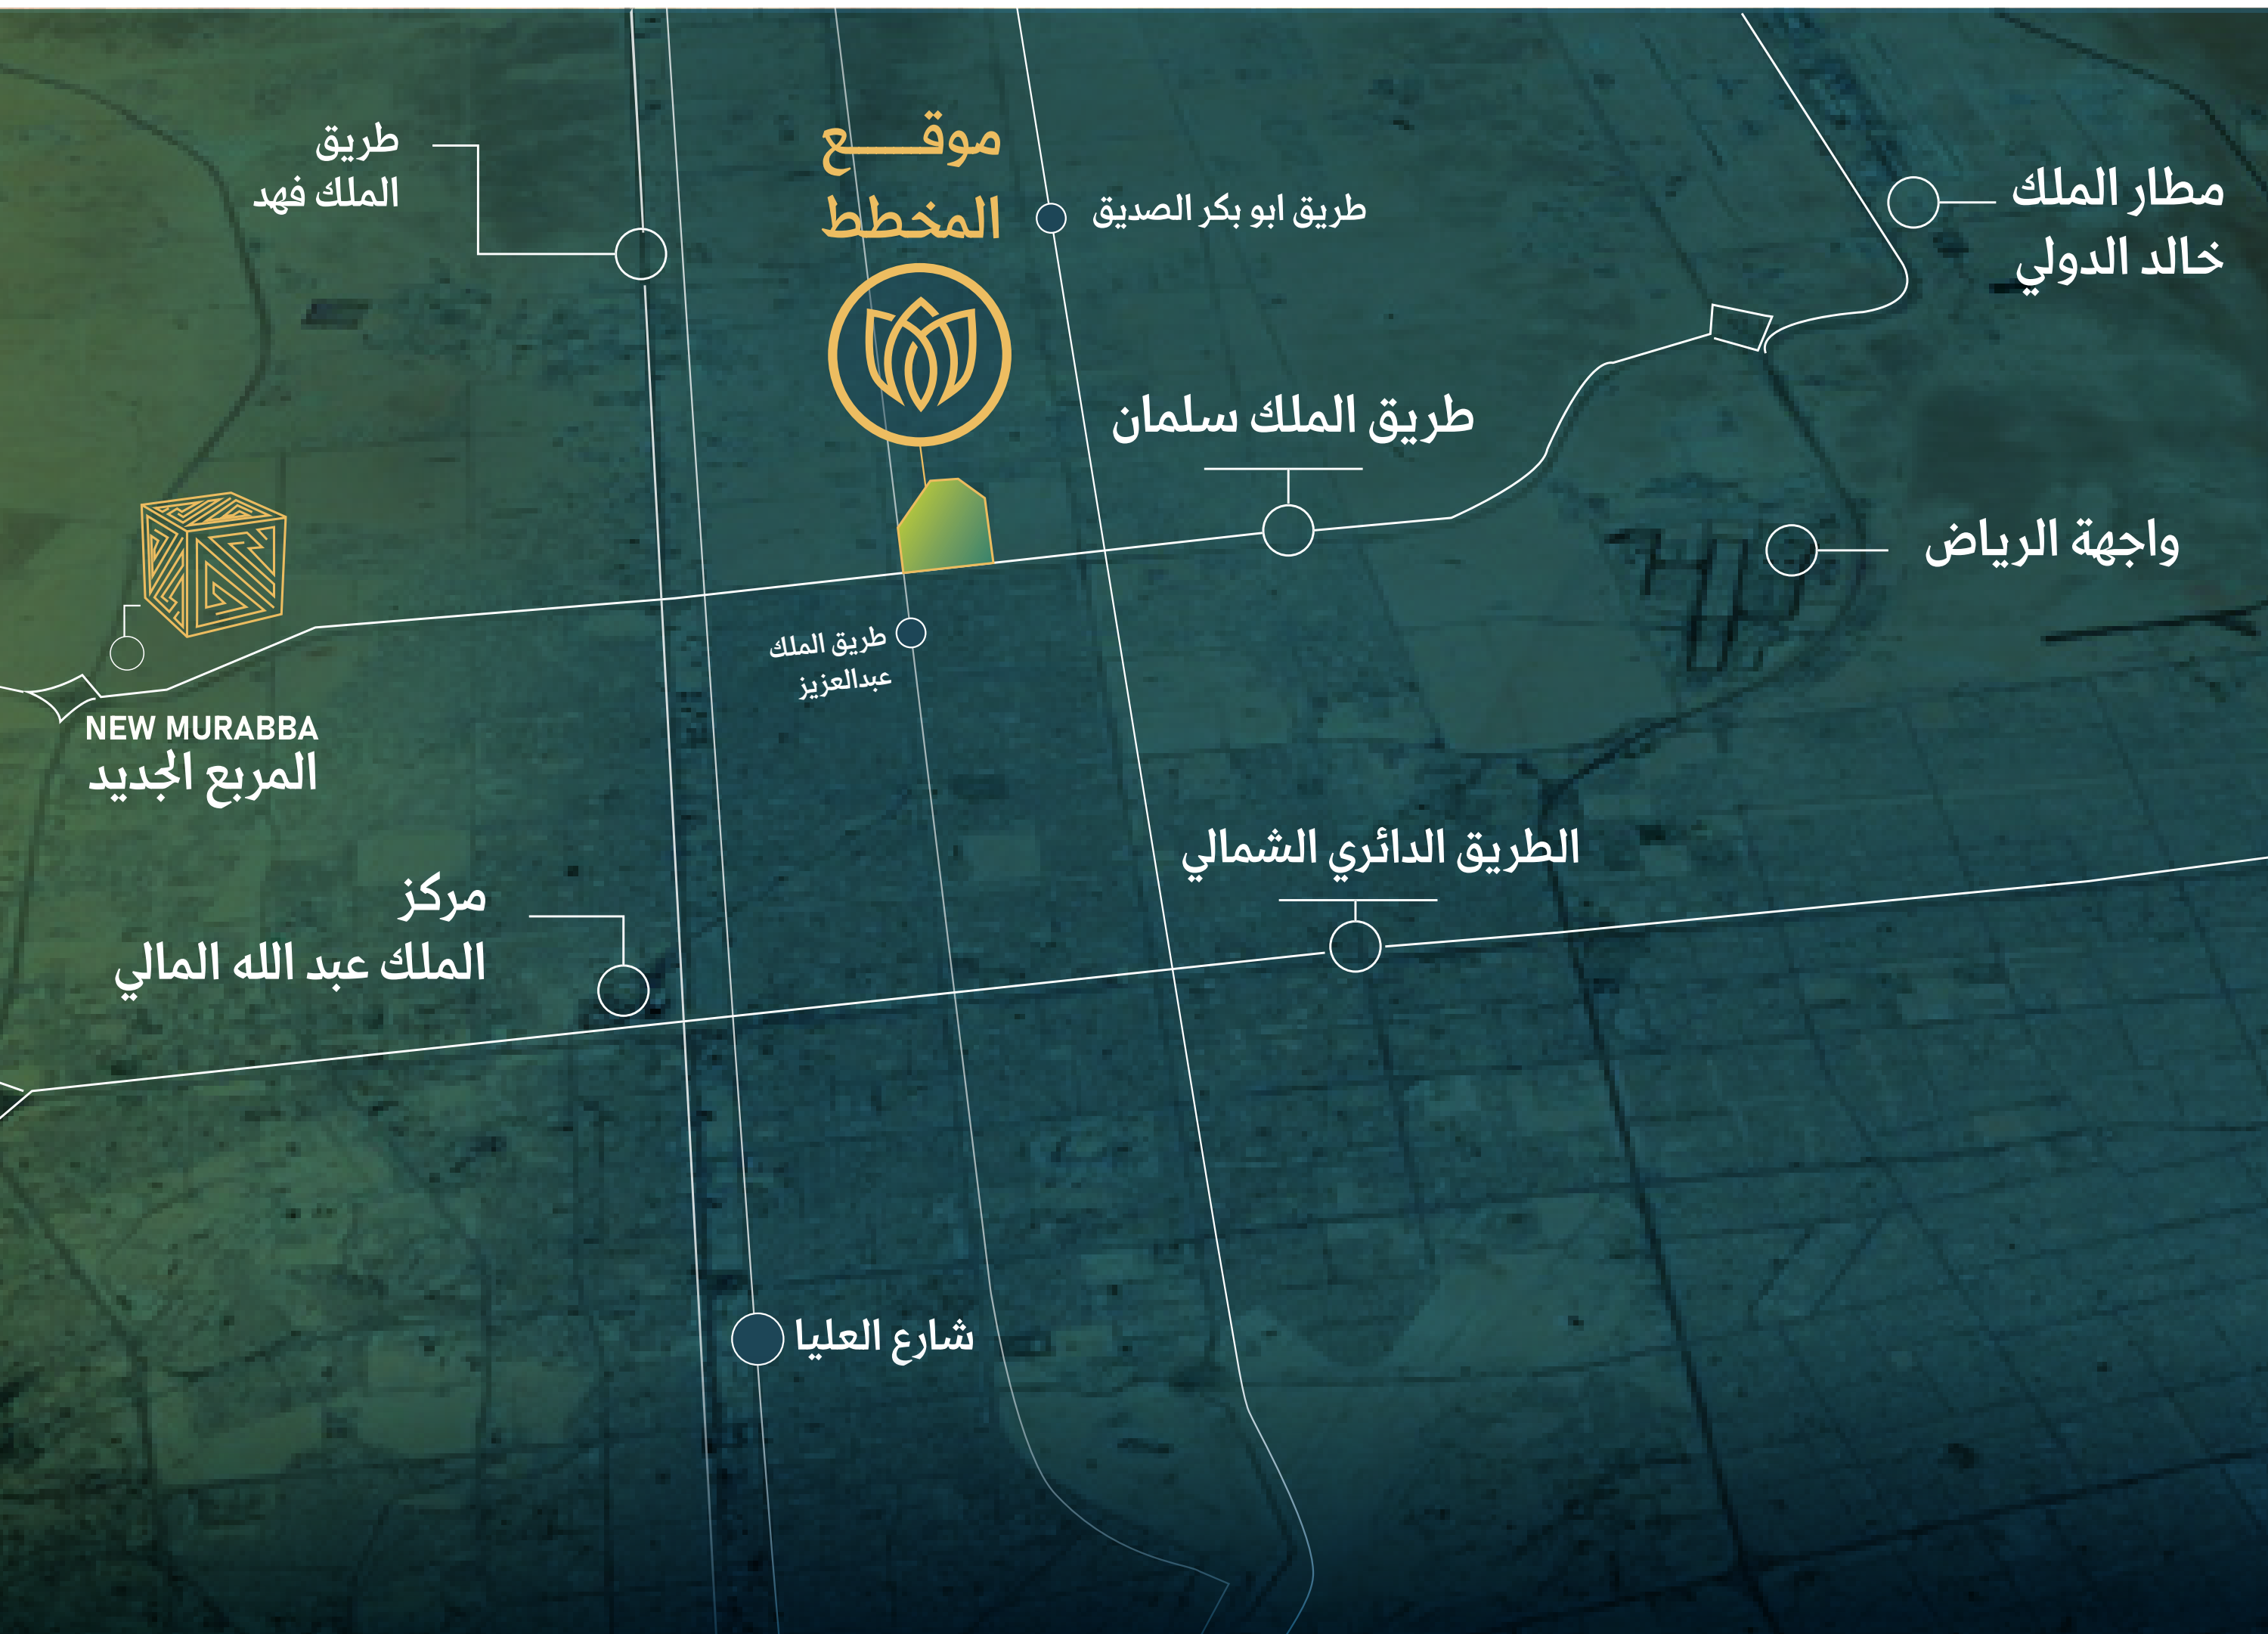 موقع
المخطط
طريق
الملك فهد
طريق ابو بكر الصديق
مطار الملك
خالد الدولي
طريق الملك سلمان
واجهة الرياض
طريق الملك
عبدالعزيز
NEW MURABBA
المربع الجديد
الطريق الدائري الشمالي
مركز
الملك عبد الله المالي
شارع العليا